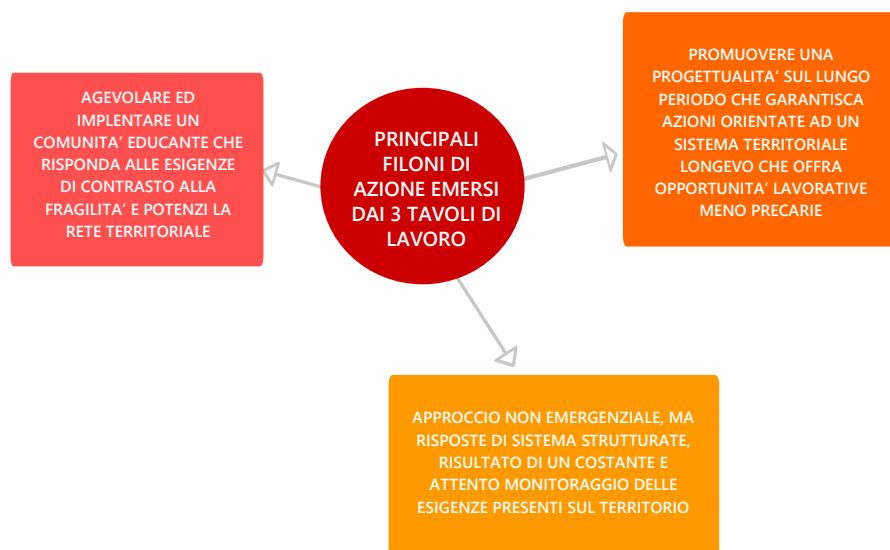 AGEVOLARE ED
IMPLENTARE UN
COMUNITA’ EDUCANTE CHE
RISPONDA ALLE ESIGENZE
DI CONTRASTO ALLA
FRAGILITA’ E POTENZI LA
RETE TERRITORIALE
PRINCIPALI
FILONI DI
AZIONE EMERSI
DAI 3 TAVOLI DI
LAVORO
PROMUOVERE UNA
PROGETTUALITA’ SUL LUNGO
PERIODO CHE GARANTISCA
AZIONI ORIENTATE AD UN
SISTEMA TERRITORIALE
LONGEVO CHE OFFRA
OPPORTUNITA’ LAVORATIVE
MENO PRECARIE
APPROCCIO NON EMERGENZIALE, MA
RISPOSTE DI SISTEMA STRUTTURATE,
RISULTATO DI UN COSTANTE E
ATTENTO MONITORAGGIO DELLE
ESIGENZE PRESENTI SUL TERRITORIO